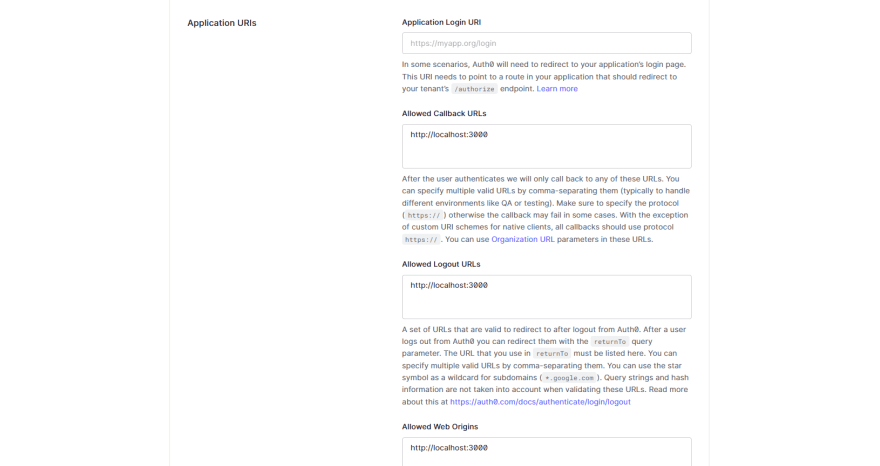 Application URIs
Application Login URI
https://myapp.org/login
In some scenarios, Auth0 will need to redirect to your application's login page.
This URI needs to point to a route in your application that should redirect to
your tenant's /authorize endpoint. Learn more
Allowed Callback URLs
http://localhost:3000
After the user authenticates we will only call back to any of these URLs. You
can specify multiple valid URLs by comma-separating them (typically to handle
different environments like QA or testing). Make sure to specify the protocol
( https:// ) otherwise the callback may fail in some cases. With the exception
of custom URI schemes for native clients, all callbacks should use protocol
https:// . You can use Organization URL parameters in these URLs.
Allowed Logout URLs
http://localhost:3000
A set of URLs that are valid to redirect to after logout from Auth0. After a user
logs out from Auth0 you can redirect them with the returnTo query
parameter. The URL that you use in returnTo must be listed here. You can
specify multiple valid URLs by comma-separating them. You can use the star
symbol as a wildcard for subdomains ( *.google.com ). Query strings and hash
information are not taken into account when validating these URLs. Read more
about this at https://auth0.com/docs/authenticate/login/logout
Allowed Web Origins
http://localhost:3000